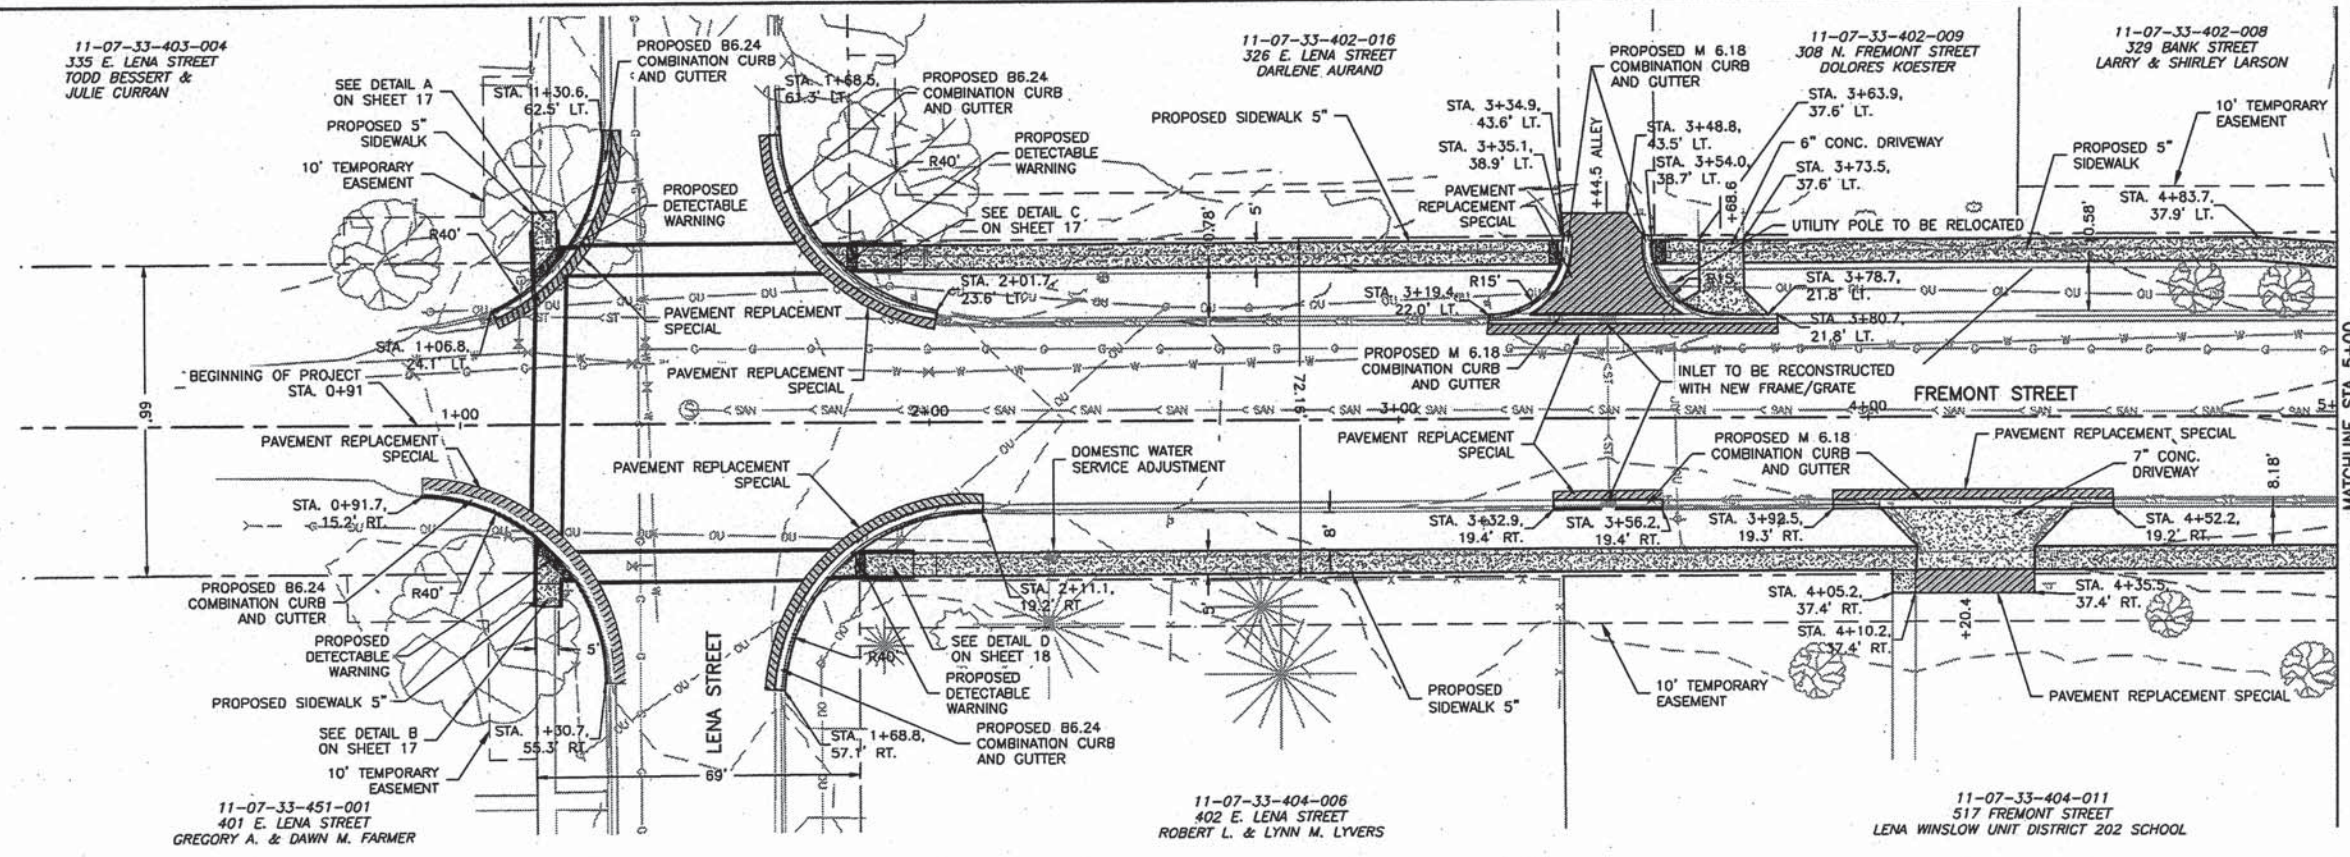 11-07-33-403-004
335 E. LENA STREET
TODD BESSERT &
JULIE CURRAN
SEE DETAIL A
ON SHEET 17
PROPOSED 5"
SIDEWALK
10' TEMPORARY
EASEMENT
STA. 1+30.6,
62.5' LT.
PROPOSED B6.24
COMBINATION CURB
AND GUTTER
PROPOSED
DETECTABLE
WARNING
R40'
STA. 1+68.5,
61.3' LT.
PROPOSED B6.24
COMBINATION CURB
AND GUTTER
R40'
PROPOSED
DETECTABLE
WARNING
SEE DETAIL C
ON SHEET 17
11-07-33-402-016
326 E. LENA STREET
DARLENE AURAND
PROPOSED SIDEWALK 5"
5'
STA. 3+34.9,
43.6' LT.
STA. 3+35.1,
38.9' LT.
PAVEMENT
REPLACEMENT
SPECIAL
PROPOSED M 6.18
COMBINATION CURB
AND GUTTER
+44.5 ALLEY
STA. 3+48.8,
43.5' LT.
STA. 3+54.0,
38.7' LT.
+68.6
11-07-33-402-009
308 N. FREMONT STREET
DOLORES KOESTER
STA. 3+63.9,
37.6' LT.
6" CONC. DRIVEWAY
STA. 3+73.5,
37.6' LT.
UTILITY POLE TO BE RELOCATED
11-07-33-402-008
329 BANK STREET
LARRY & SHIRLEY LARSON
10' TEMPORARY
EASEMENT
PROPOSED 5"
SIDEWALK
STA. 4+83.7,
37.9' LT.
STA. 2+01.7,
23.6' LT.
PAVEMENT REPLACEMENT
SPECIAL
STA. 1+06.8,
24.1' LT.
BEGINNING OF PROJECT
STA. 0+91
66'
1+00
PAVEMENT REPLACEMENT
SPECIAL
2+00
72.16'
R15'
STA. 3+19.4,
22.0' LT.
R15'
STA. 3+78.7,
21.8' LT.
STA. 3+80.7,
21.8' LT.
PROPOSED M 6.18
COMBINATION CURB
AND GUTTER
INLET TO BE RECONSTRUCTED
WITH NEW FRAME/GRATE
3+00
4+00
FREMONT STREET
MATCHLINE STA 5+00
PAVEMENT REPLACEMENT
SPECIAL
STA. 0+91.7,
15.2' RT.
PAVEMENT REPLACEMENT
SPECIAL
DOMESTIC WATER
SERVICE ADJUSTMENT
PAVEMENT REPLACEMENT
SPECIAL
PROPOSED M 6.18
COMBINATION CURB
AND GUTTER
PAVEMENT REPLACEMENT SPECIAL
7" CONC.
DRIVEWAY
8.18'
8'
5'
STA. 3+32.9,
19.4' RT.
STA. 3+56.2,
19.4' RT.
STA. 3+92.5,
19.3' RT.
STA. 4+52.2,
19.2' RT.
PROPOSED B6.24
COMBINATION CURB
AND GUTTER
R40'
PROPOSED
DETECTABLE
WARNING
PROPOSED SIDEWALK 5"
SEE DETAIL B
ON SHEET 17
10' TEMPORARY
EASEMENT
STA. 1+30.7,
55.3' RT.
5'
LENA STREET
69'
STA. 2+11.1,
19.2' RT.
R40'
SEE DETAIL D
ON SHEET 18
PROPOSED
DETECTABLE
WARNING
STA. 1+68.8,
57.1' RT.
PROPOSED B6.24
COMBINATION CURB
AND GUTTER
PROPOSED
SIDEWALK 5"
10' TEMPORARY
EASEMENT
STA. 4+05.2,
37.4' RT.
STA. 4+10.2,
37.4' RT.
+20.4
STA. 4+35.5,
37.4' RT.
PAVEMENT REPLACEMENT SPECIAL
11-07-33-451-001
401 E. LENA STREET
GREGORY A. & DAWN M. FARMER
11-07-33-404-006
402 E. LENA STREET
ROBERT L. & LYNN M. LYVERS
11-07-33-404-011
517 FREMONT STREET
LENA WINSLOW UNIT DISTRICT 202 SCHOOL